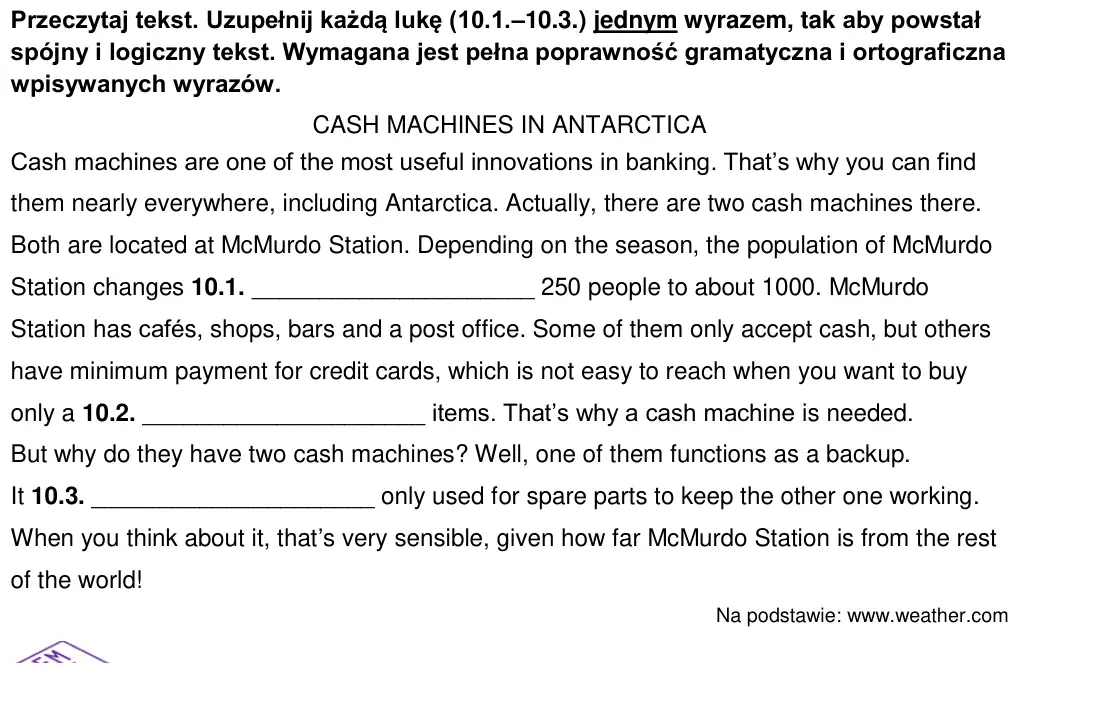 Przeczytaj tekst. Uzupełnij każdą lukę (10.1.–10.3.) jednym wyrazem, tak aby powstał
spójny i logiczny tekst. Wymagana jest pełna poprawność gramatyczna i ortograficzna
wpisywanych wyrazów.
CASH MACHINES IN ANTARCTICA
Cash machines are one of the most useful innovations in banking. That’s why you can find
them nearly everywhere, including Antarctica. Actually, there are two cash machines there.
Both are located at McMurdo Station. Depending on the season, the population of McMurdo
Station changes 10.1. ______________________ 250 people to about 1000. McMurdo
Station has cafés, shops, bars and a post office. Some of them only accept cash, but others
have minimum payment for credit cards, which is not easy to reach when you want to buy
only a 10.2. ______________________ items. That’s why a cash machine is needed.
But why do they have two cash machines? Well, one of them functions as a backup.
It 10.3. ______________________ only used for spare parts to keep the other one working.
When you think about it, that’s very sensible, given how far McMurdo Station is from the rest
of the world!
Na podstawie: www.weather.com